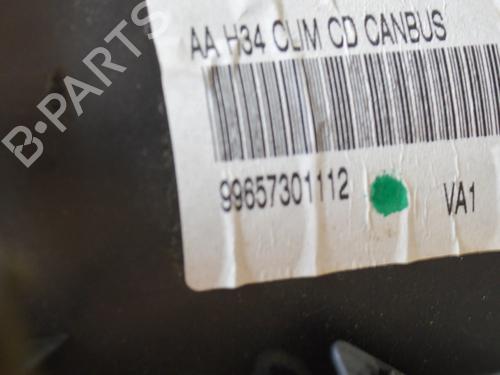 AA H34 CLIM CD CANBUS
99657301112
VA1
B-PARTS